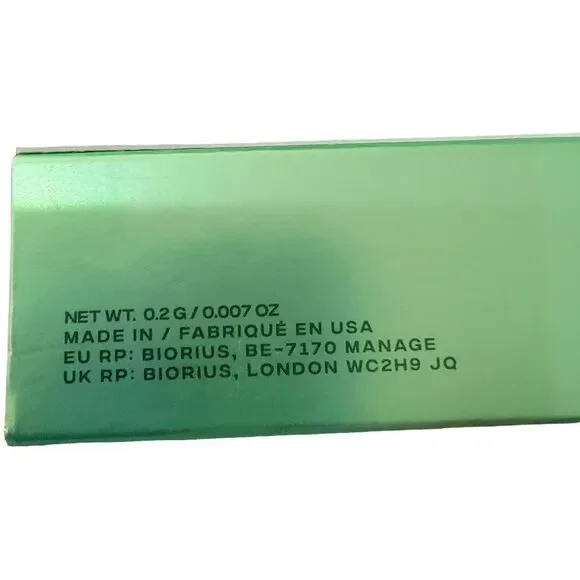 NET WT. 0.2 G / 0.007 OZ
MADE IN / FABRIQUÉ EN USA
EU RP: BIORIUS, BE-7170 MANAGE
UK RP: BIORIUS, LONDON WC2H9 JQ